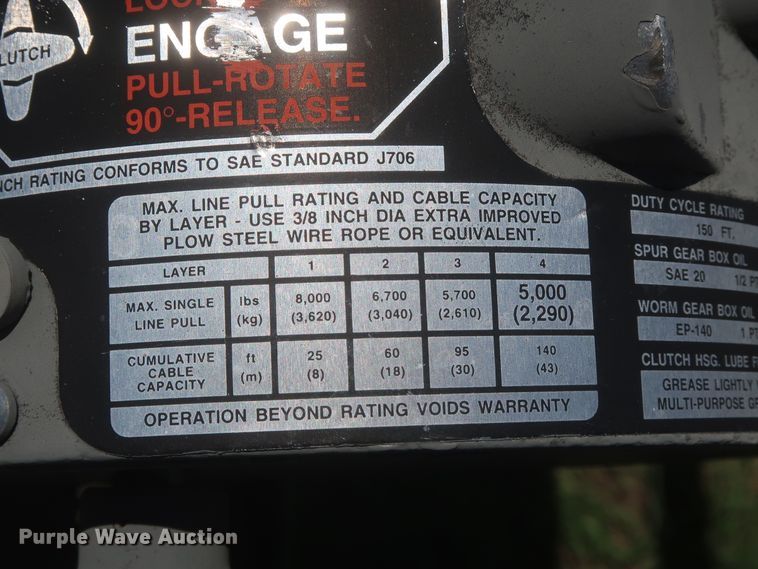 ENGAGE
PULL-ROTATE
90°-RELEASE.
RATING CONFORMS TO SAE STANDARD J706
MAX. LINE PULL RATING AND CABLE CAPACITY
BY LAYER - USE 3/8 INCH DIA EXTRA IMPROVED
PLOW STEEL WIRE ROPE OR EQUIVALENT.
LAYER 1 2 3 4
MAX. SINGLE LINE PULL lbs (kg) 8,000 (3,620) 6,700 (3,040) 5,700 (2,610) 5,000 (2,290)
CUMULATIVE CABLE CAPACITY ft (m) 25 (8) 60 (18) 95 (30) 140 (43)
OPERATION BEYOND RATING VOIDS WARRANTY
DUTY CYCLE RATING
150 FT.
SPUR GEAR BOX OIL
SAE 20 1/2 PT
WORM GEAR BOX OIL
EP-140 1 PT
CLUTCH HSG. LUBE
GREASE LIGHTLY
MULTI-PURPOSE
Purple Wave Auction